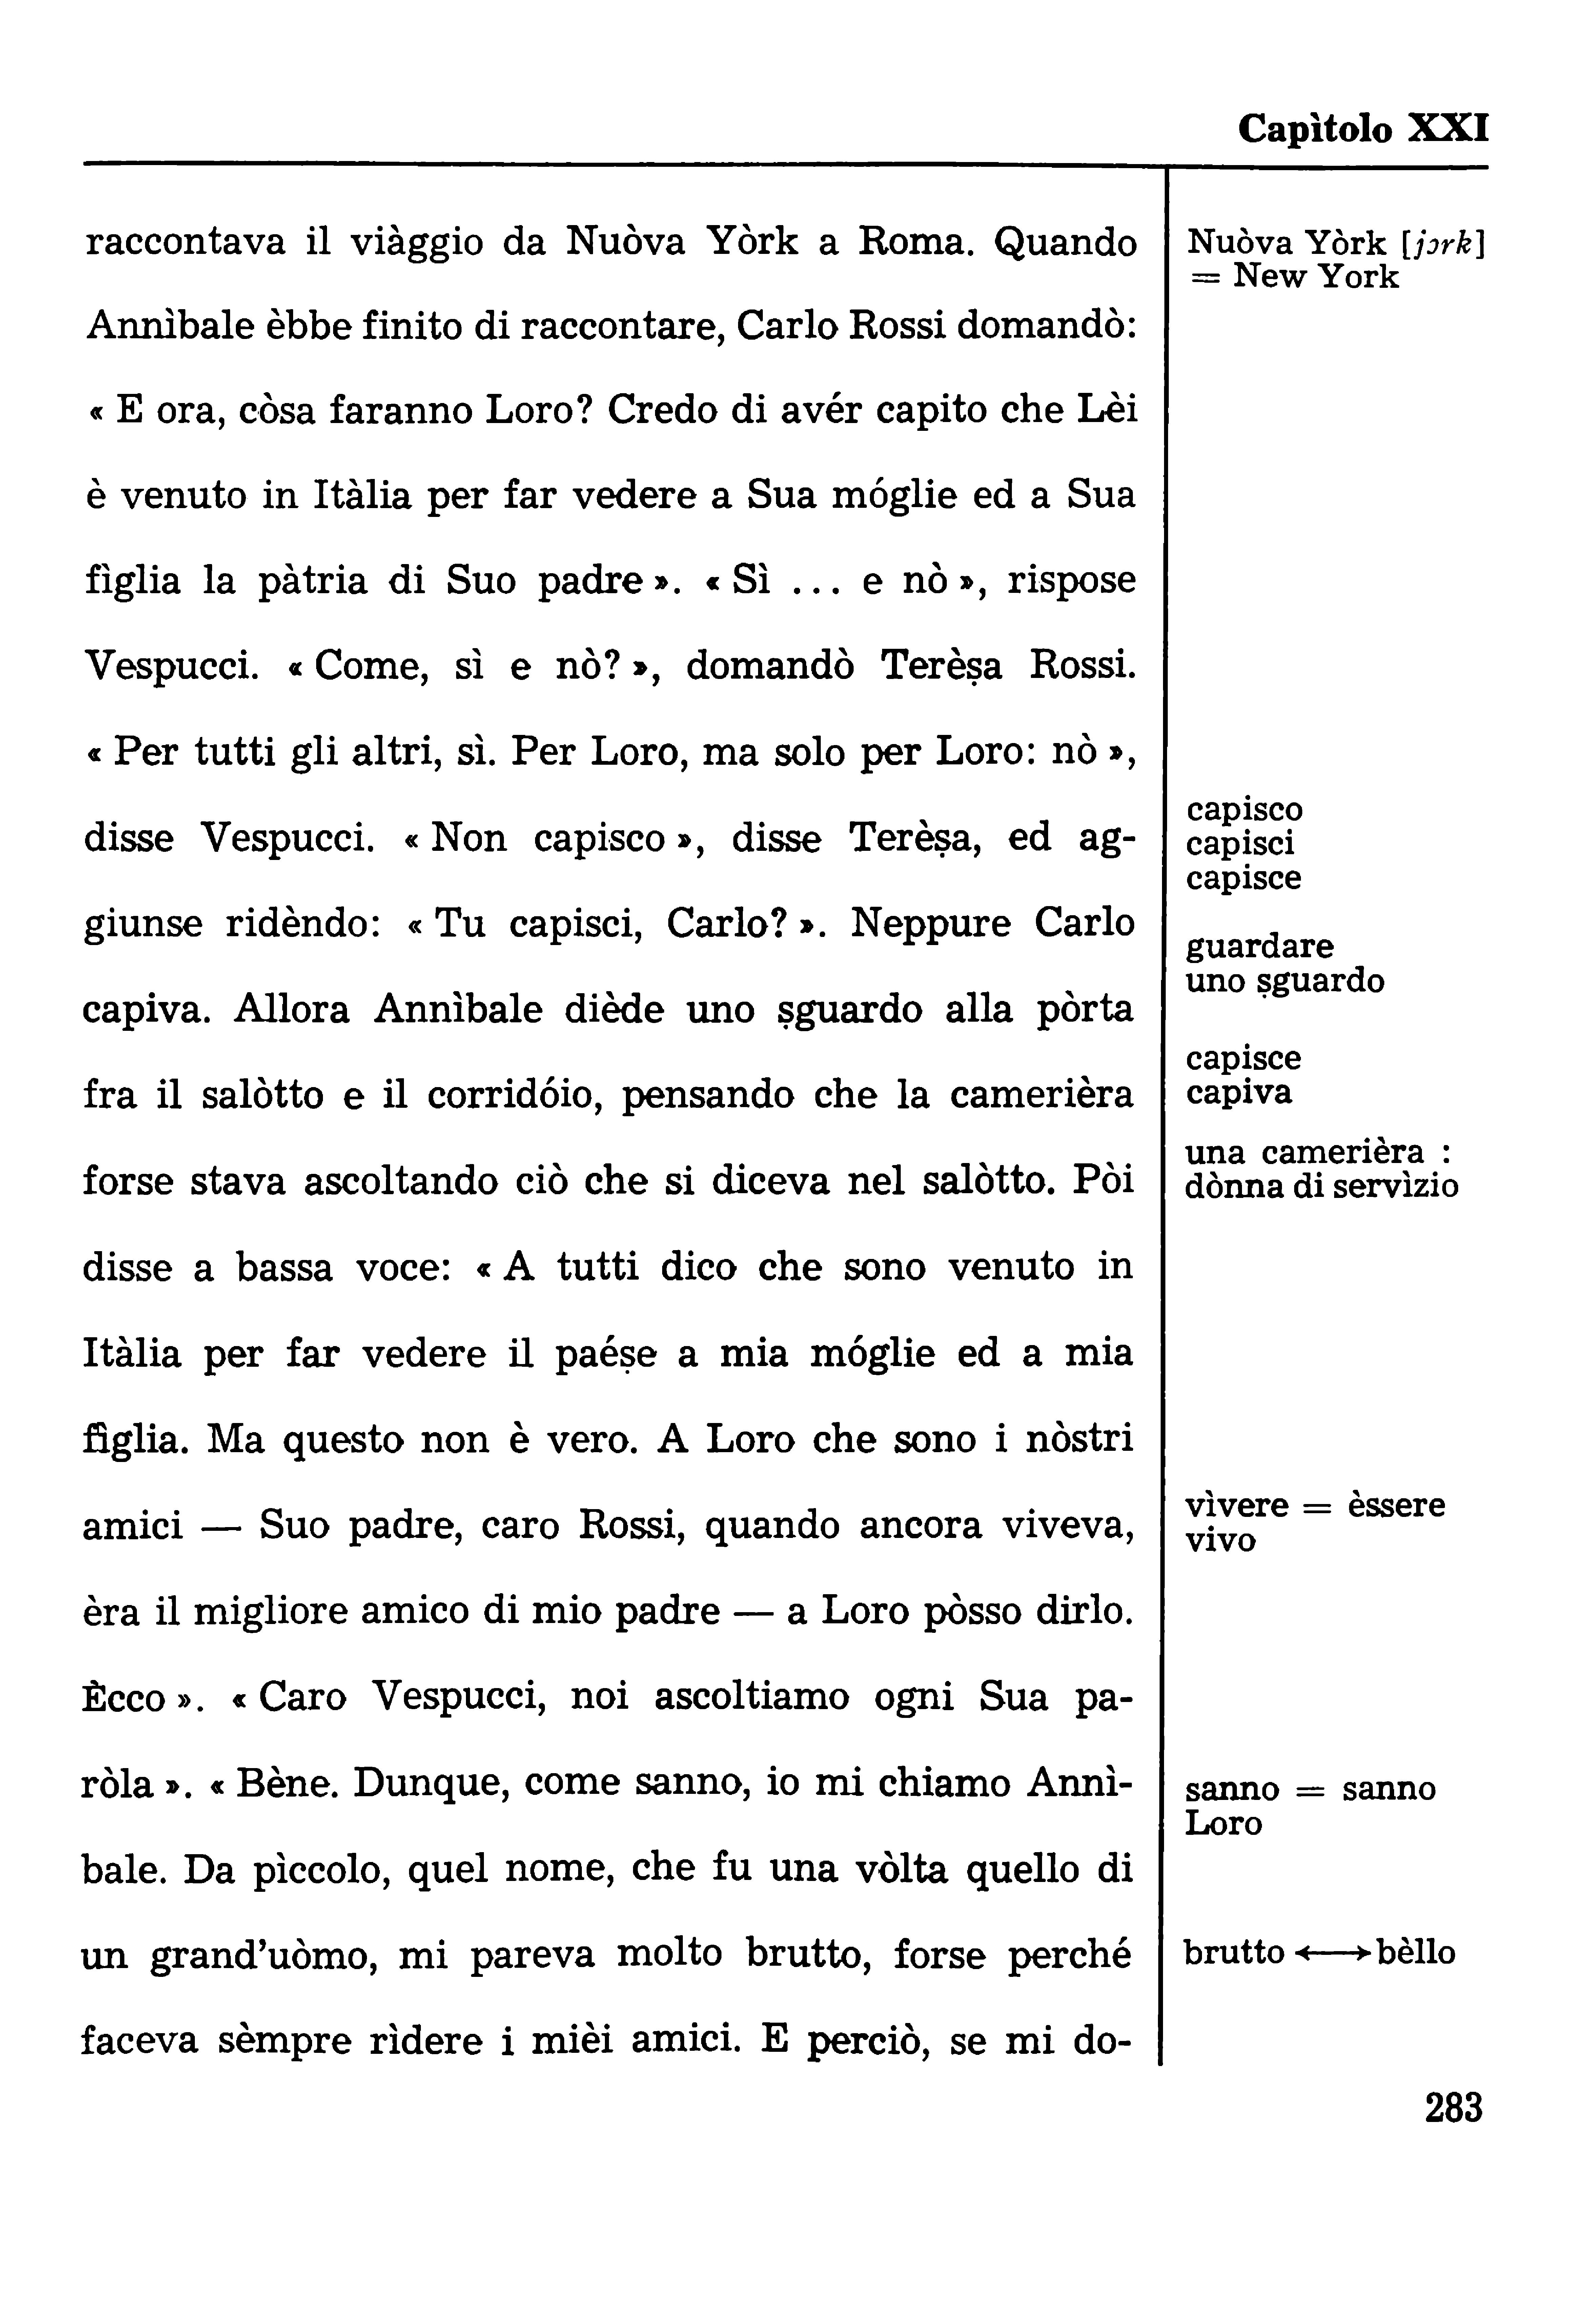 Capìtolo XXI
raccontava il viàggio da Nuòva Yòrk a Roma. Quando
Annìbale èbbe finito di raccontare, Carlo Rossi domandò:
« E ora, còsa faranno Loro? Credo di avér capito che Lèi
è venuto in Itàlia per far vedere a Sua móglie ed a Sua
fìglia la pàtria di Suo padre ». « Sì ... e nò », rispose
Vespucci. « Come, sì e nò? », domandò Terèṣa Rossi.
« Per tutti gli altri, sì. Per Loro, ma solo per Loro: nò »,
disse Vespucci. « Non capisco », disse Terèṣa, ed ag-
giunse ridèndo: « Tu capisci, Carlo? ». Neppure Carlo
capiva. Allora Annìbale diède uno ṣguardo alla pòrta
fra il salòtto e il corridóio, pensando che la camerièra
forse stava ascoltando ciò che si diceva nel salòtto. Pòi
disse a bassa voce: « A tutti dico che sono venuto in
Itàlia per far vedere il paéṣe a mia móglie ed a mia
fìglia. Ma questo non è vero. A Loro che sono i nòstri
amici — Suo padre, caro Rossi, quando ancora viveva,
èra il migliore amico di mio padre — a Loro pòsso dirlo.
Ècco ». « Caro Vespucci, noi ascoltiamo ogni Sua pa-
ròla ». « Bène. Dunque, come sanno, io mi chiamo Annì-
bale. Da pìccolo, quel nome, che fu una vòlta quello di
un grand'uòmo, mi pareva molto brutto, forse perché
faceva sèmpre rìdere i mièi amici. E perciò, se mi do-
Nuòva Yòrk [jɔrk]
= New York
capisco
capisci
capisce
guardare
uno ṣguardo
capisce
capiva
una camerièra :
dònna di servìzio
vìvere = èssere
vivo
sanno = sanno
Loro
brutto ⟷ bèllo
283